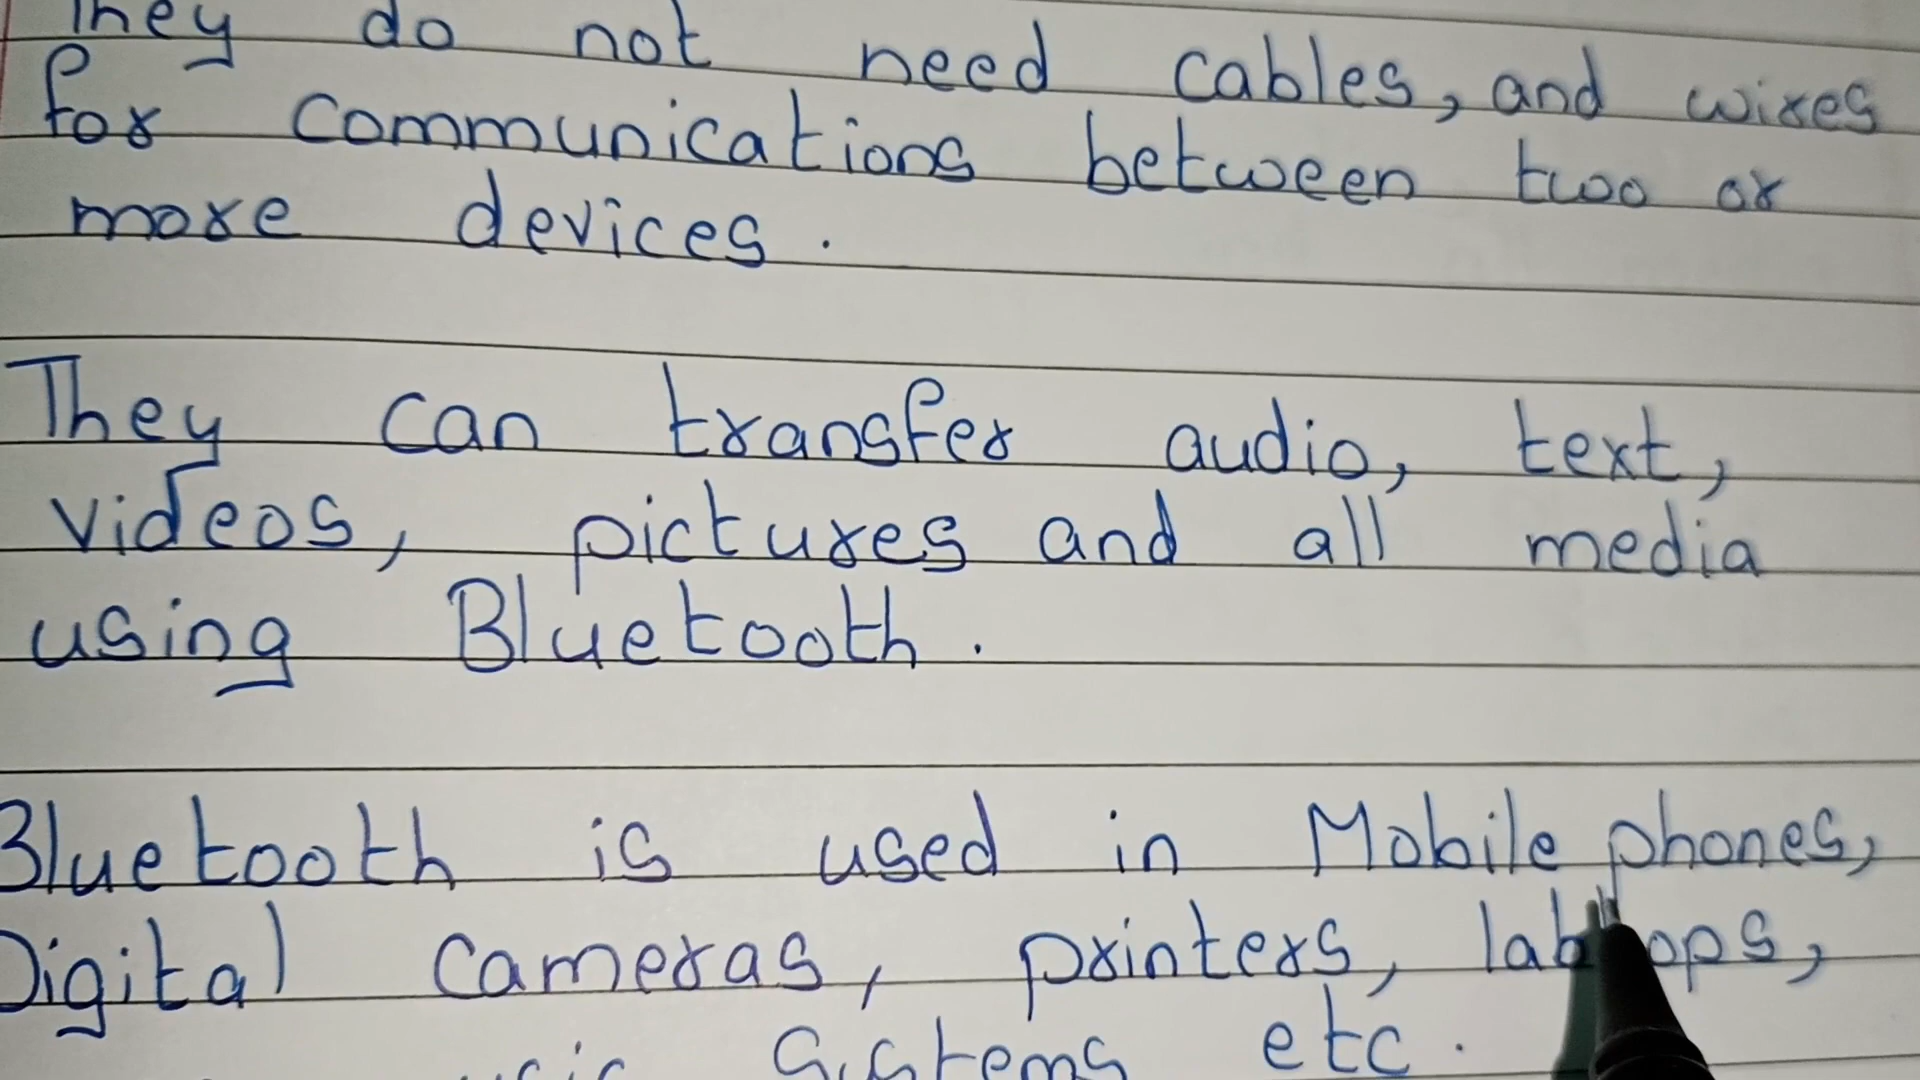 They do not need cables, and wires
for communications between two or
more devices.
They can transfer audio, text,
videos, pictures and all media
using Bluetooth.
Bluetooth is used in Mobile phones,
Digital cameras, printers,
systems etc.